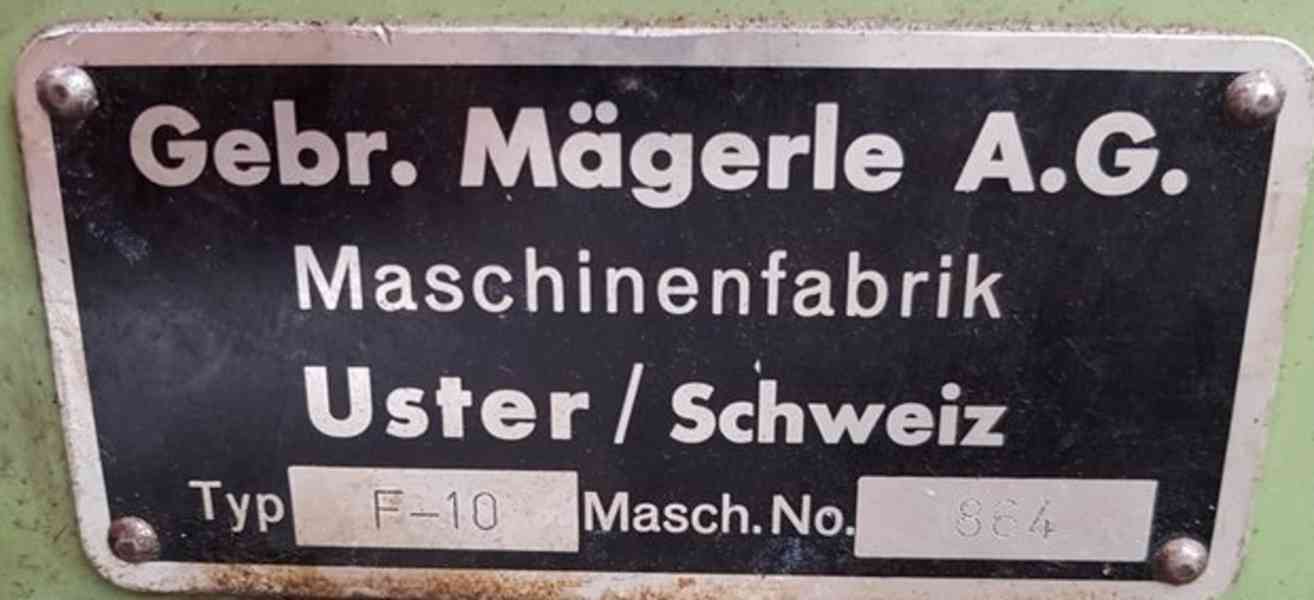 Gebr. Mägerle A.G.
Maschinenfabrik
Uster / Schweiz
Typ F-10 Masch. No. 864